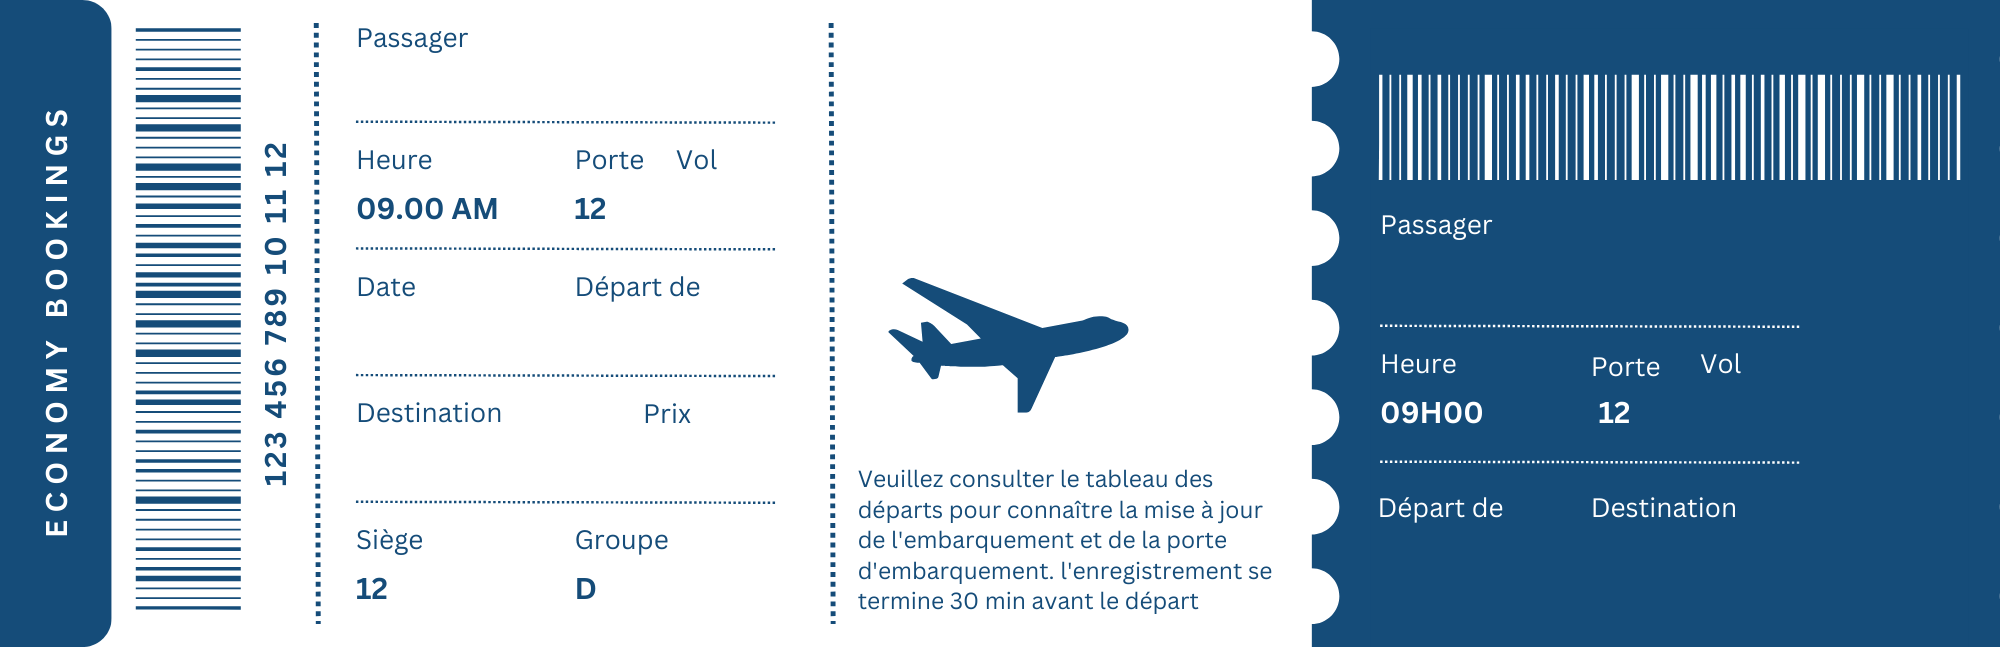 ECONOMY BOOKINGS
123 456 789 10 11 12
Passager
Heure Porte Vol
09.00 AM 12
Date Départ de
Destination Prix
Siège Groupe
12 D
Veuillez consulter le tableau des
départs pour connaître la mise à jour
de l'embarquement et de la porte
d'embarquement. l'enregistrement se
termine 30 min avant le départ
Passager
Heure Porte Vol
09H00 12
Départ de Destination